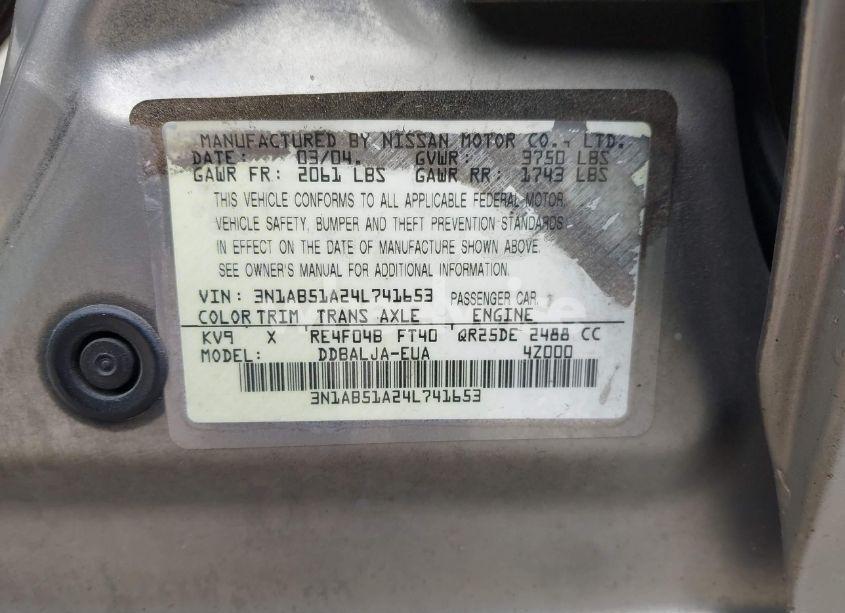 MANUFACTURED BY NISSAN MOTOR CO., LTD.
DATE: 03/04. GVWR: 3750 LBS
GAWR FR: 2061 LBS GAWR RR: 1743 LBS
THIS VEHICLE CONFORMS TO ALL APPLICABLE FEDERAL MOTOR
VEHICLE SAFETY, BUMPER AND THEFT PREVENTION STANDARDS
IN EFFECT ON THE DATE OF MANUFACTURE SHOWN ABOVE.
SEE OWNER'S MANUAL FOR ADDITIONAL INFORMATION.
VIN: 3N1AB51A24L741653 PASSENGER CAR
COLOR TRIM TRANS AXLE ENGINE
KV9 X RE4F04B FT40 QR25DE 2488 CC
MODEL: DDBALJA-EUA 4Z000
3N1AB51A24L741653